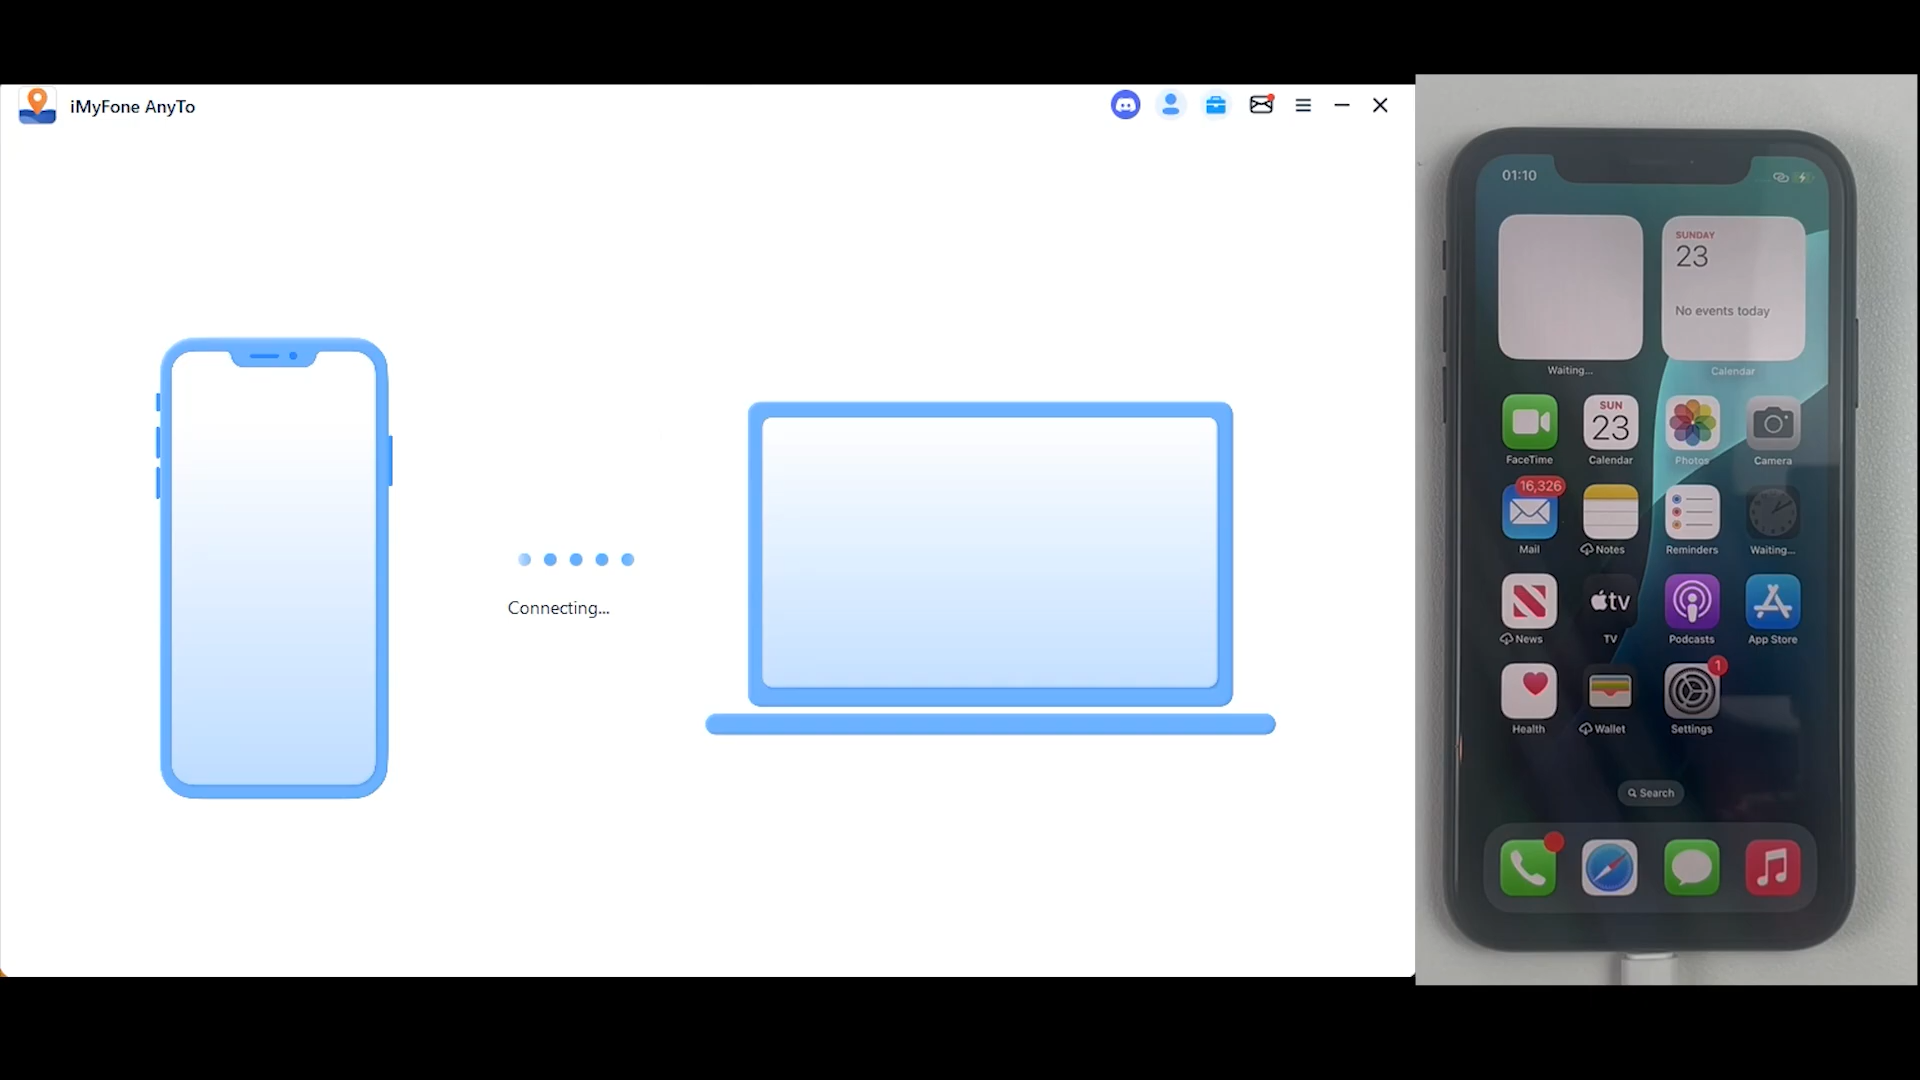 iMyFone AnyTo
Connecting...
01:10
SUNDAY
23
No events today
Waiting...
Calendar
SUN
23
FaceTime
Calendar
Photos
Camera
16,326
Mail
Notes
Reminders
Waiting...
tv
News
TV
Podcasts
App Store
1
Health
Wallet
Settings
Search